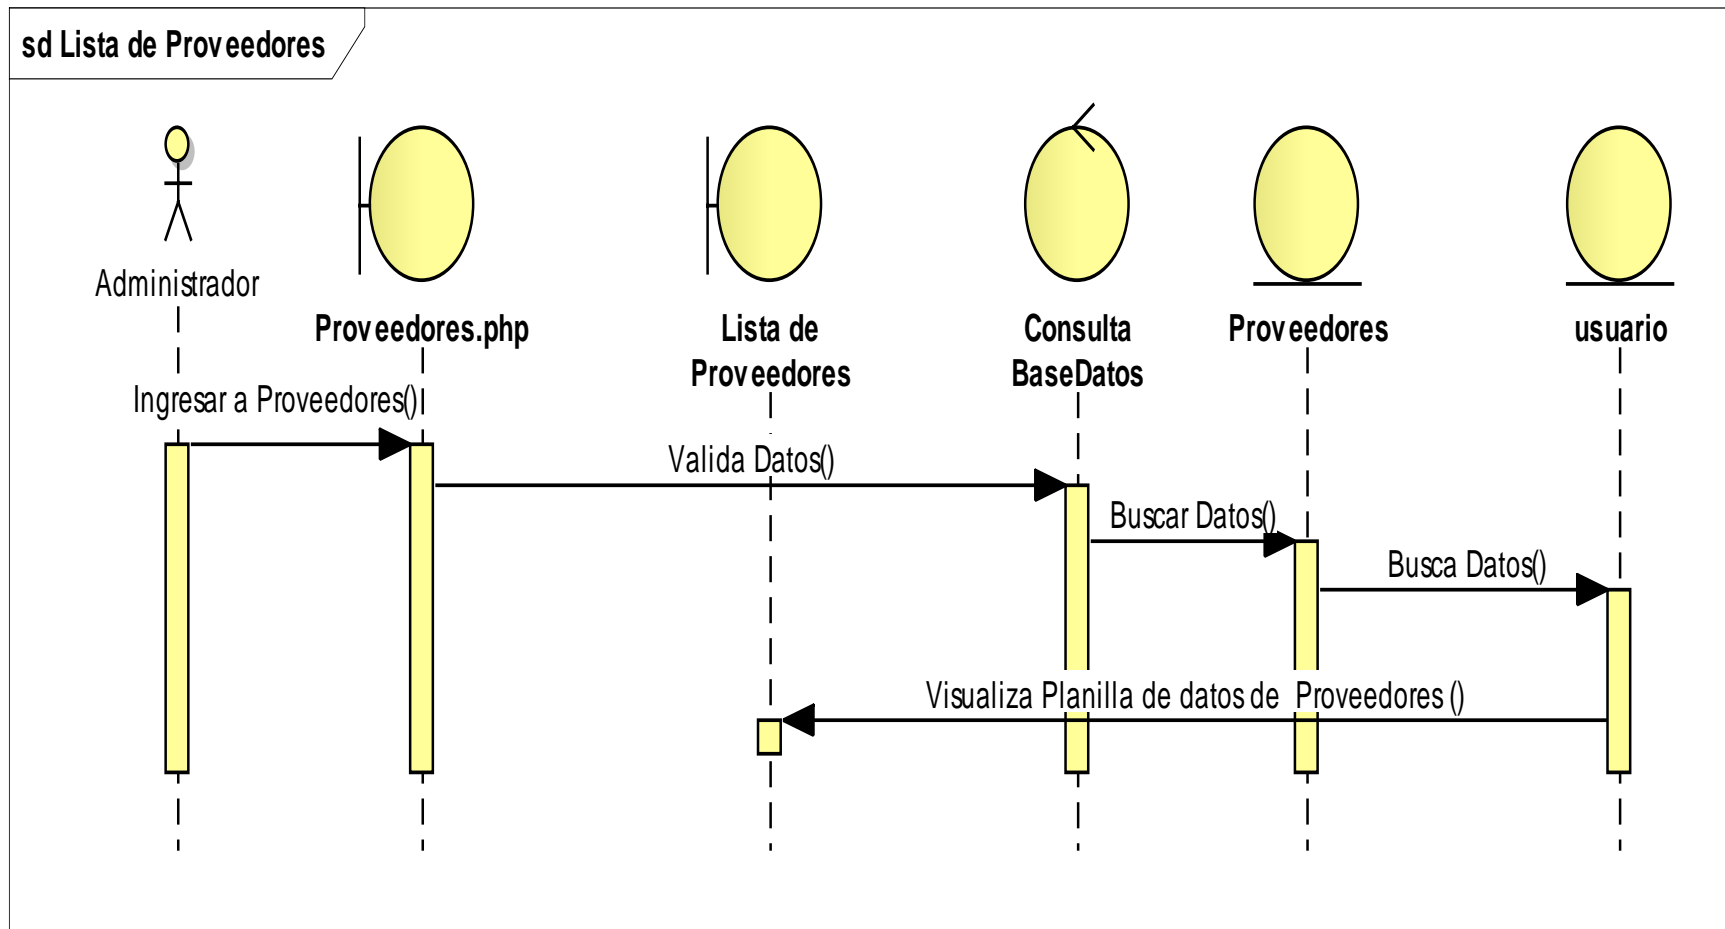 sd Lista de Proveedores
Administrador
Proveedores.php
Lista de
Proveedores
Consulta
BaseDatos
Proveedores
usuario
Ingresar a Proveedores()
Valida Datos()
Buscar Datos()
Busca Datos()
Visualiza Planilla de datos de Proveedores ()